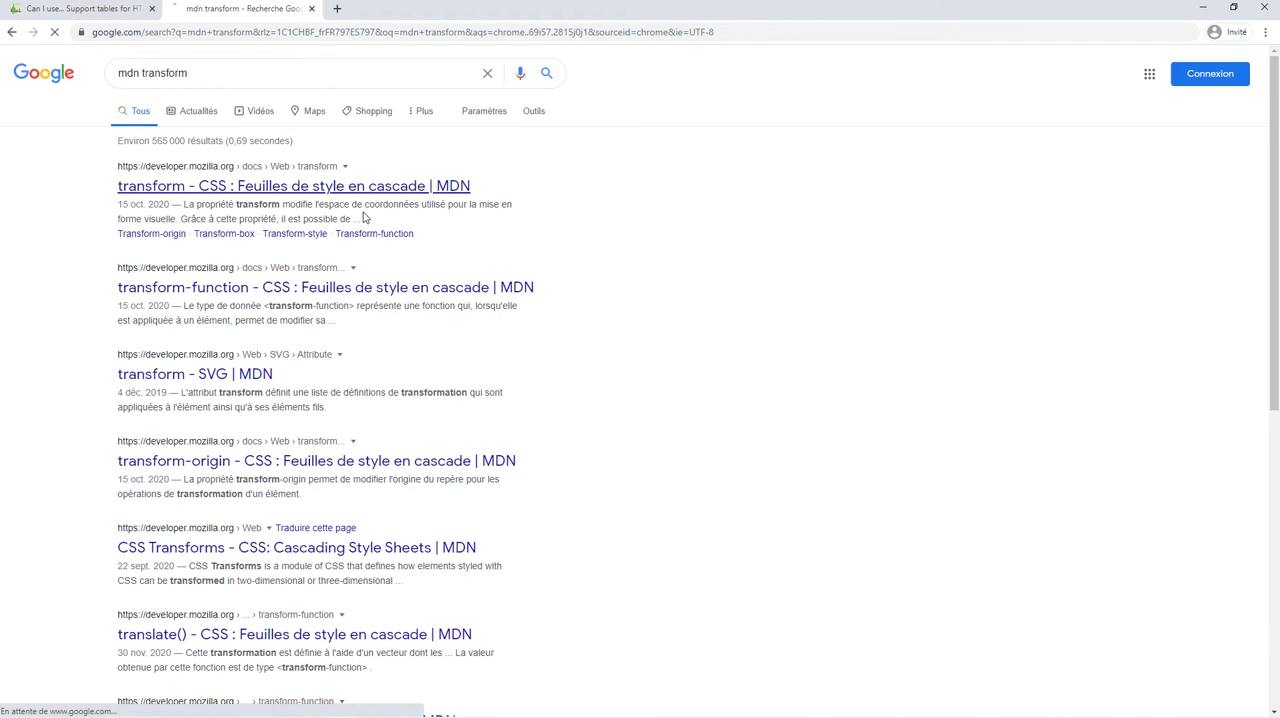 Can I use... Support tables for HT
mdn transform - Recherche Goo
google.com/search?q=mdn+transform&rlz=1C1CHBF_frFR797ES797&oq=mdn+transform&aqs=chrome..69i57.2815j0j1&sourceid=chrome&ie=UTF-8
Invité
Google
mdn transform
Connexion
Tous Actualités Vidéos Maps Shopping Plus Paramètres Outils
Environ 565 000 résultats (0,69 secondes)
https://developer.mozilla.org › docs › Web › transform
transform - CSS : Feuilles de style en cascade | MDN
15 oct. 2020 — La propriété transform modifie l'espace de coordonnées utilisé pour la mise en
forme visuelle. Grâce à cette propriété, il est possible de ...
Transform-origin · Transform-box · Transform-style · Transform-function
https://developer.mozilla.org › docs › Web › transform...
transform-function - CSS : Feuilles de style en cascade | MDN
15 oct. 2020 — Le type de donnée <transform-function> représente une fonction qui, lorsqu'elle
est appliquée à un élément, permet de modifier sa ...
https://developer.mozilla.org › Web › SVG › Attribute
transform - SVG | MDN
4 déc. 2019 — L'attribut transform définit une liste de définitions de transformation qui sont
appliquées à l'élément ainsi qu'à ses éléments fils.
https://developer.mozilla.org › docs › Web › transform...
transform-origin - CSS : Feuilles de style en cascade | MDN
15 oct. 2020 — La propriété transform-origin permet de modifier l'origine du repère pour les
opérations de transformation d'un élément.
https://developer.mozilla.org › Web Traduire cette page
CSS Transforms - CSS: Cascading Style Sheets | MDN
22 sept. 2020 — CSS Transforms is a module of CSS that defines how elements styled with
CSS can be transformed in two-dimensional or three-dimensional ...
https://developer.mozilla.org › ... › transform-function
translate() - CSS : Feuilles de style en cascade | MDN
30 nov. 2020 — Cette transformation est définie à l'aide d'un vecteur dont les ... La valeur
obtenue par cette fonction est de type <transform-function> .
https://developer.mozilla.org › ... › transform-function
MDN
En attente de www.google.com...